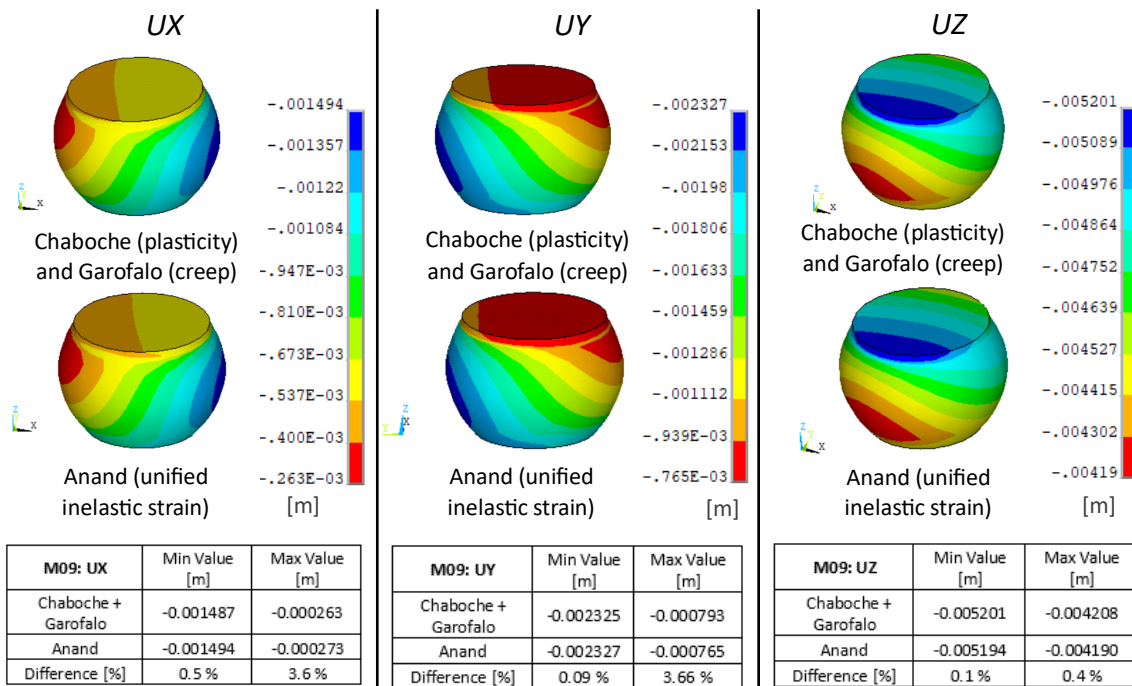 UX
-.001494
-.001357
-.00122
-.001084
-.947E-03
-.810E-03
-.673E-03
-.537E-03
-.400E-03
-.263E-03
[m]
Z
Y
X
Chaboche (plasticity)
and Garofalo (creep)
Z
Y
X
Anand (unified
inelastic strain)
M09: UX Min Value [m] Max Value [m]
Chaboche + Garofalo -0.001487 -0.000263
Anand -0.001494 -0.000273
Difference [%] 0.5 % 3.6 %
UY
-.002327
-.002153
-.00198
-.001806
-.001633
-.001459
-.001286
-.001112
-.939E-03
-.765E-03
[m]
Chaboche (plasticity)
and Garofalo (creep)
Z
Y
X
Anand (unified
inelastic strain)
M09: UY Min Value [m] Max Value [m]
Chaboche + Garofalo -0.002325 -0.000793
Anand -0.002327 -0.000765
Difference [%] 0.09 % 3.66 %
UZ
-.005201
-.005089
-.004976
-.004864
-.004752
-.004639
-.004527
-.004415
-.004302
-.00419
[m]
Z
Y
X
Chaboche (plasticity)
and Garofalo (creep)
Z
Y
X
Anand (unified
inelastic strain)
M09: UZ Min Value [m] Max Value [m]
Chaboche + Garofalo -0.005201 -0.004208
Anand -0.005194 -0.004190
Difference [%] 0.1 % 0.4 %